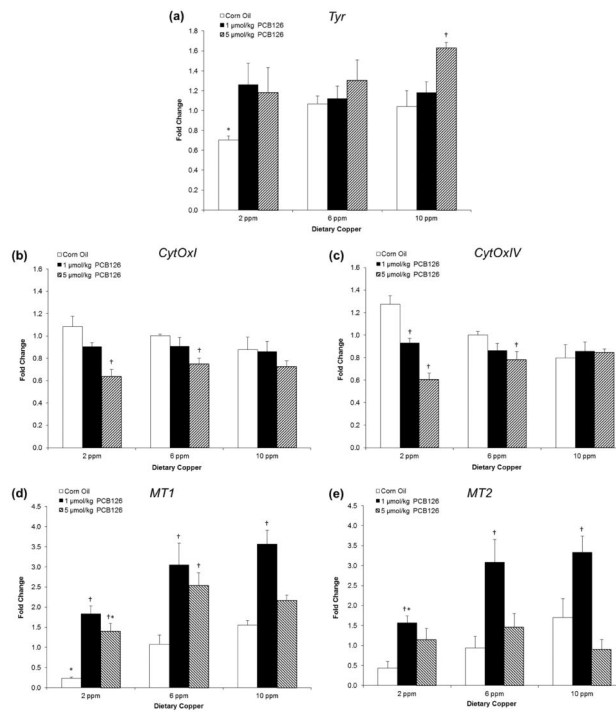 (a) Tyr
Corn Oil
1 µmol/kg PCB126
5 µmol/kg PCB126
1.8
1.6
1.4
1.2
1.0
0.8
0.6
0.4
0.2
0.0
Fold Change
*
†
2 ppm 6 ppm 10 ppm
Dietary Copper
(b) CytOxI
Corn Oil
1 µmol/kg PCB126
5 µmol/kg PCB126
1.6
1.4
1.2
1.0
0.8
0.6
0.4
0.2
0.0
Fold Change
†
†
2 ppm 6 ppm 10 ppm
Dietary Copper
(c) CytOxIV
Corn Oil
1 µmol/kg PCB126
5 µmol/kg PCB126
1.6
1.4
1.2
1.0
0.8
0.6
0.4
0.2
0.0
Fold Change
†
†
†
2 ppm 6 ppm 10 ppm
Dietary Copper
(d) MT1
Corn Oil
1 µmol/kg PCB126
5 µmol/kg PCB126
4.5
4.0
3.5
3.0
2.5
2.0
1.5
1.0
0.5
0.0
Fold Change
*
†
†*
†
†
†
2 ppm 6 ppm 10 ppm
Dietary Copper
(e) MT2
Corn Oil
1 µmol/kg PCB126
5 µmol/kg PCB126
4.5
4.0
3.5
3.0
2.5
2.0
1.5
1.0
0.5
0.0
Fold Change
†*
†
†
2 ppm 6 ppm 10 ppm
Dietary Copper